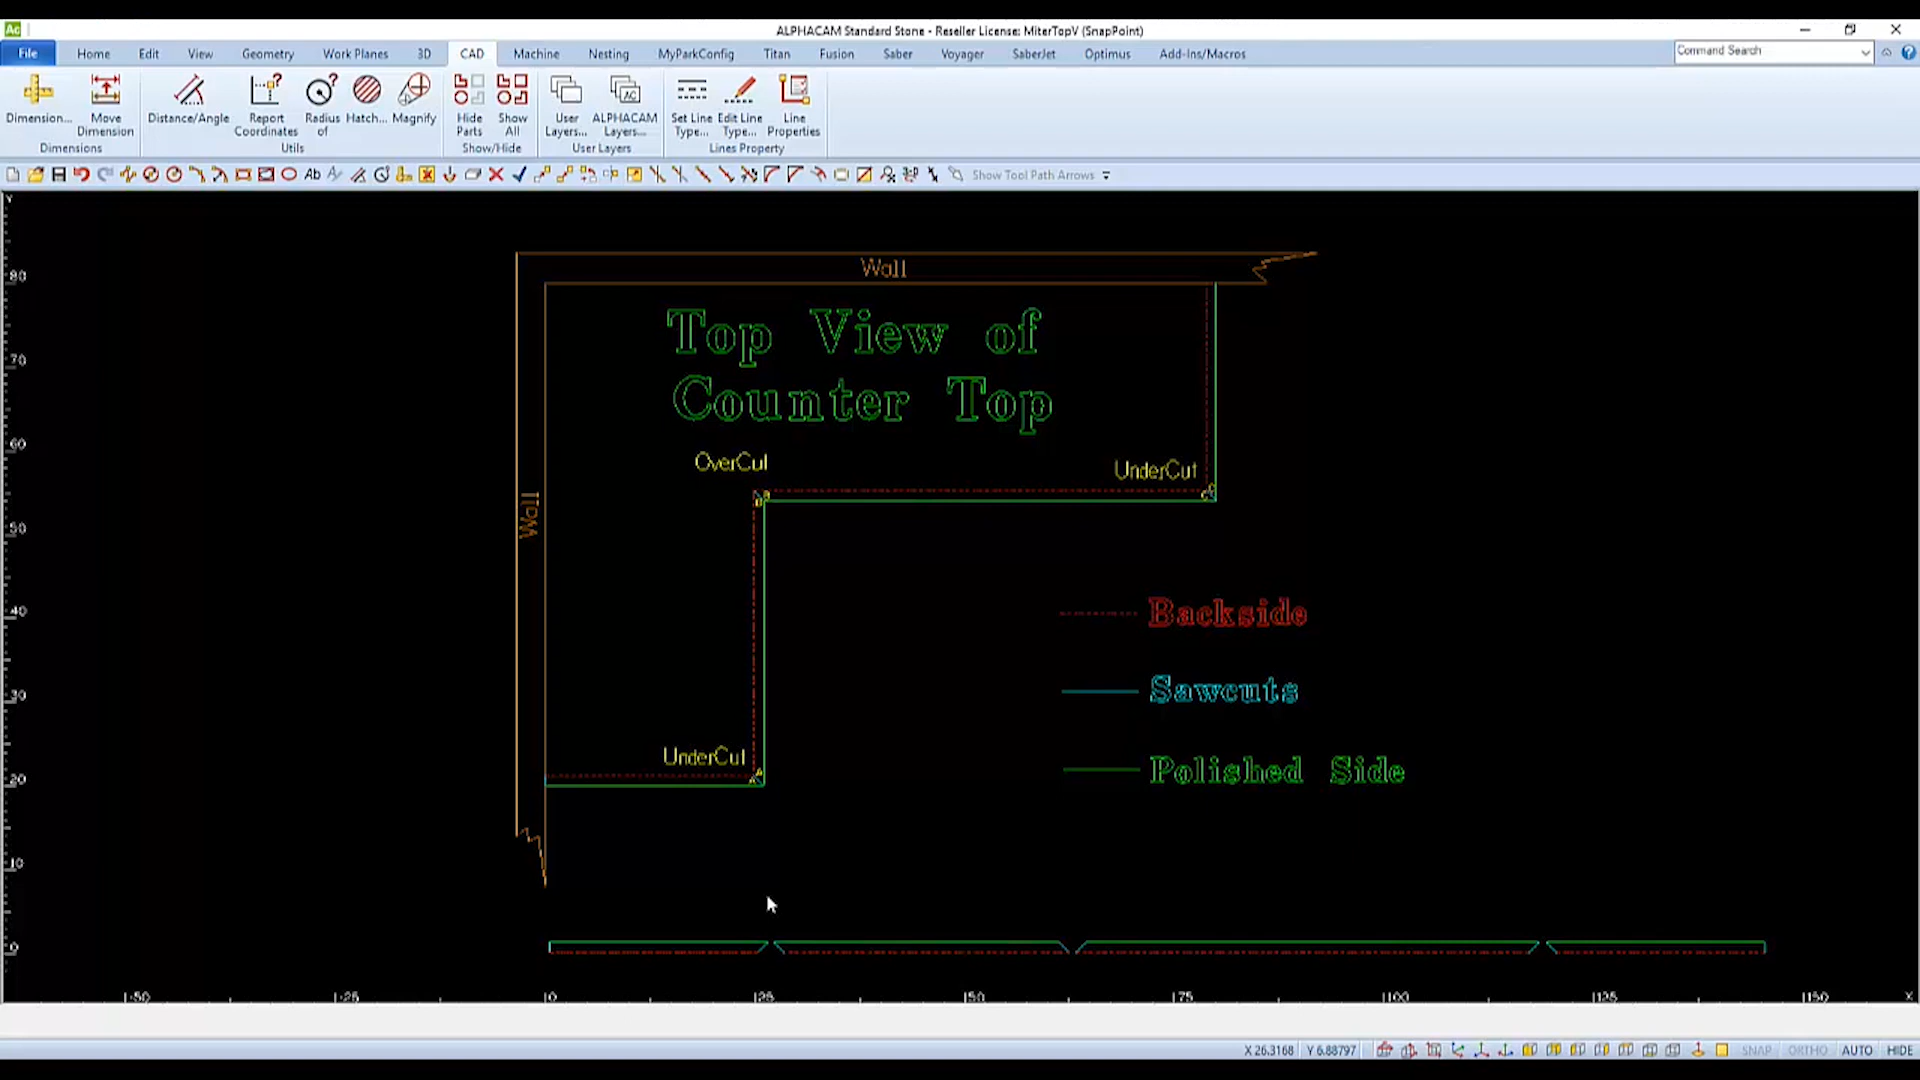 ALPHACAM Standard Stone - Reseller License: MiterTopV (SnapPoint)
File Home Edit View Geometry Work Planes 3D CAD Machine Nesting MyParkConfig Titan Fusion Saber Voyager SaberJet Optimus Add-Ins/Macros
Command Search
Dimension... Move Dimension Distance/Angle Report Coordinates Radius of Hatch... Magnify Hide Parts Show All User Layers... ALPHACAM Layers... Set Line Type... Edit Line Type... Line Properties
Dimensions Utils Show/Hide User Layers Lines Property
Show Tool Path Arrows
Y
80
70
60
50
40
30
20
10
0
Wall
Top View of
Counter Top
OverCut
UnderCut
Wall
Backside
Sawcuts
UnderCut
Polished Side
-50 -25 0 25 50 75 100 125 150 X
X 26.3168 Y 6.88797 SNAP ORTHO AUTO HIDE